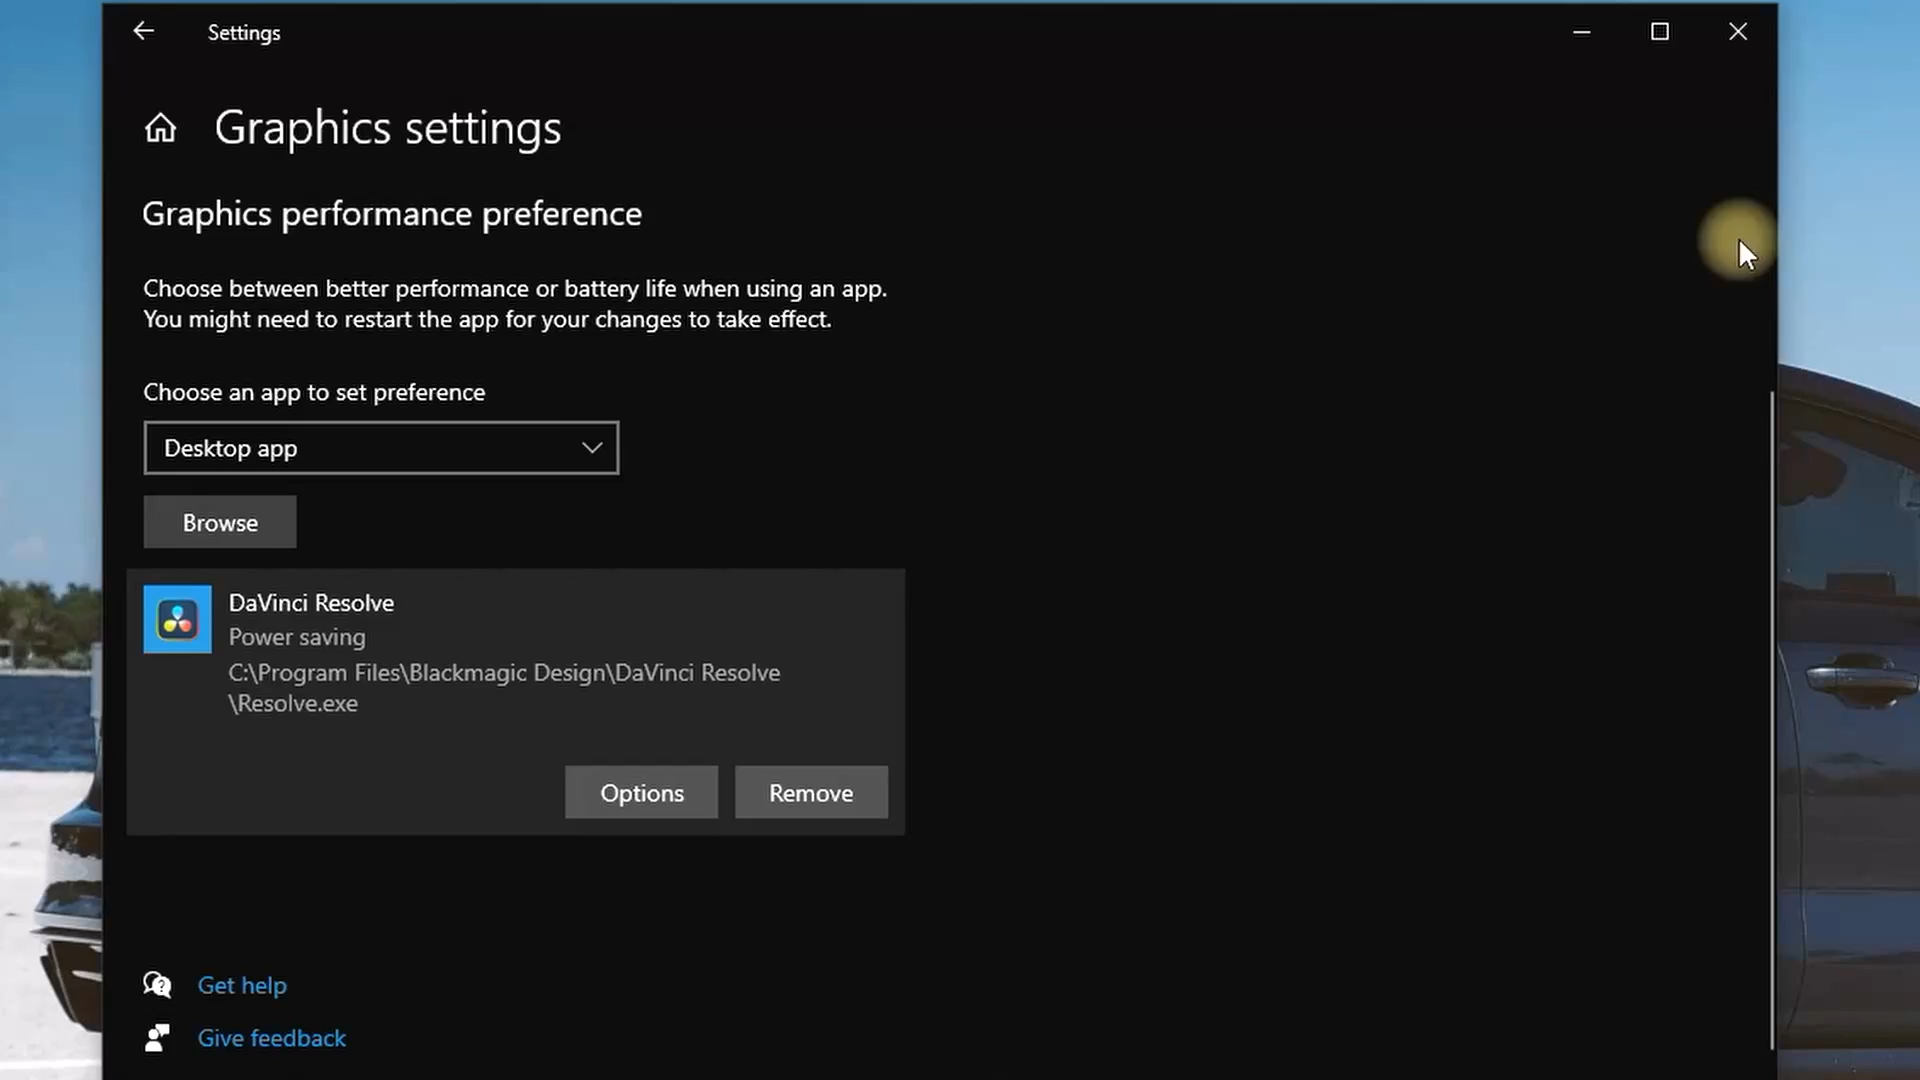 Settings
Graphics settings
Graphics performance preference
Choose between better performance or battery life when using an app.
You might need to restart the app for your changes to take effect.
Choose an app to set preference
Desktop app
Browse
DaVinci Resolve
Power saving
C:\Program Files\Blackmagic Design\DaVinci Resolve
\Resolve.exe
Options
Remove
Get help
Give feedback